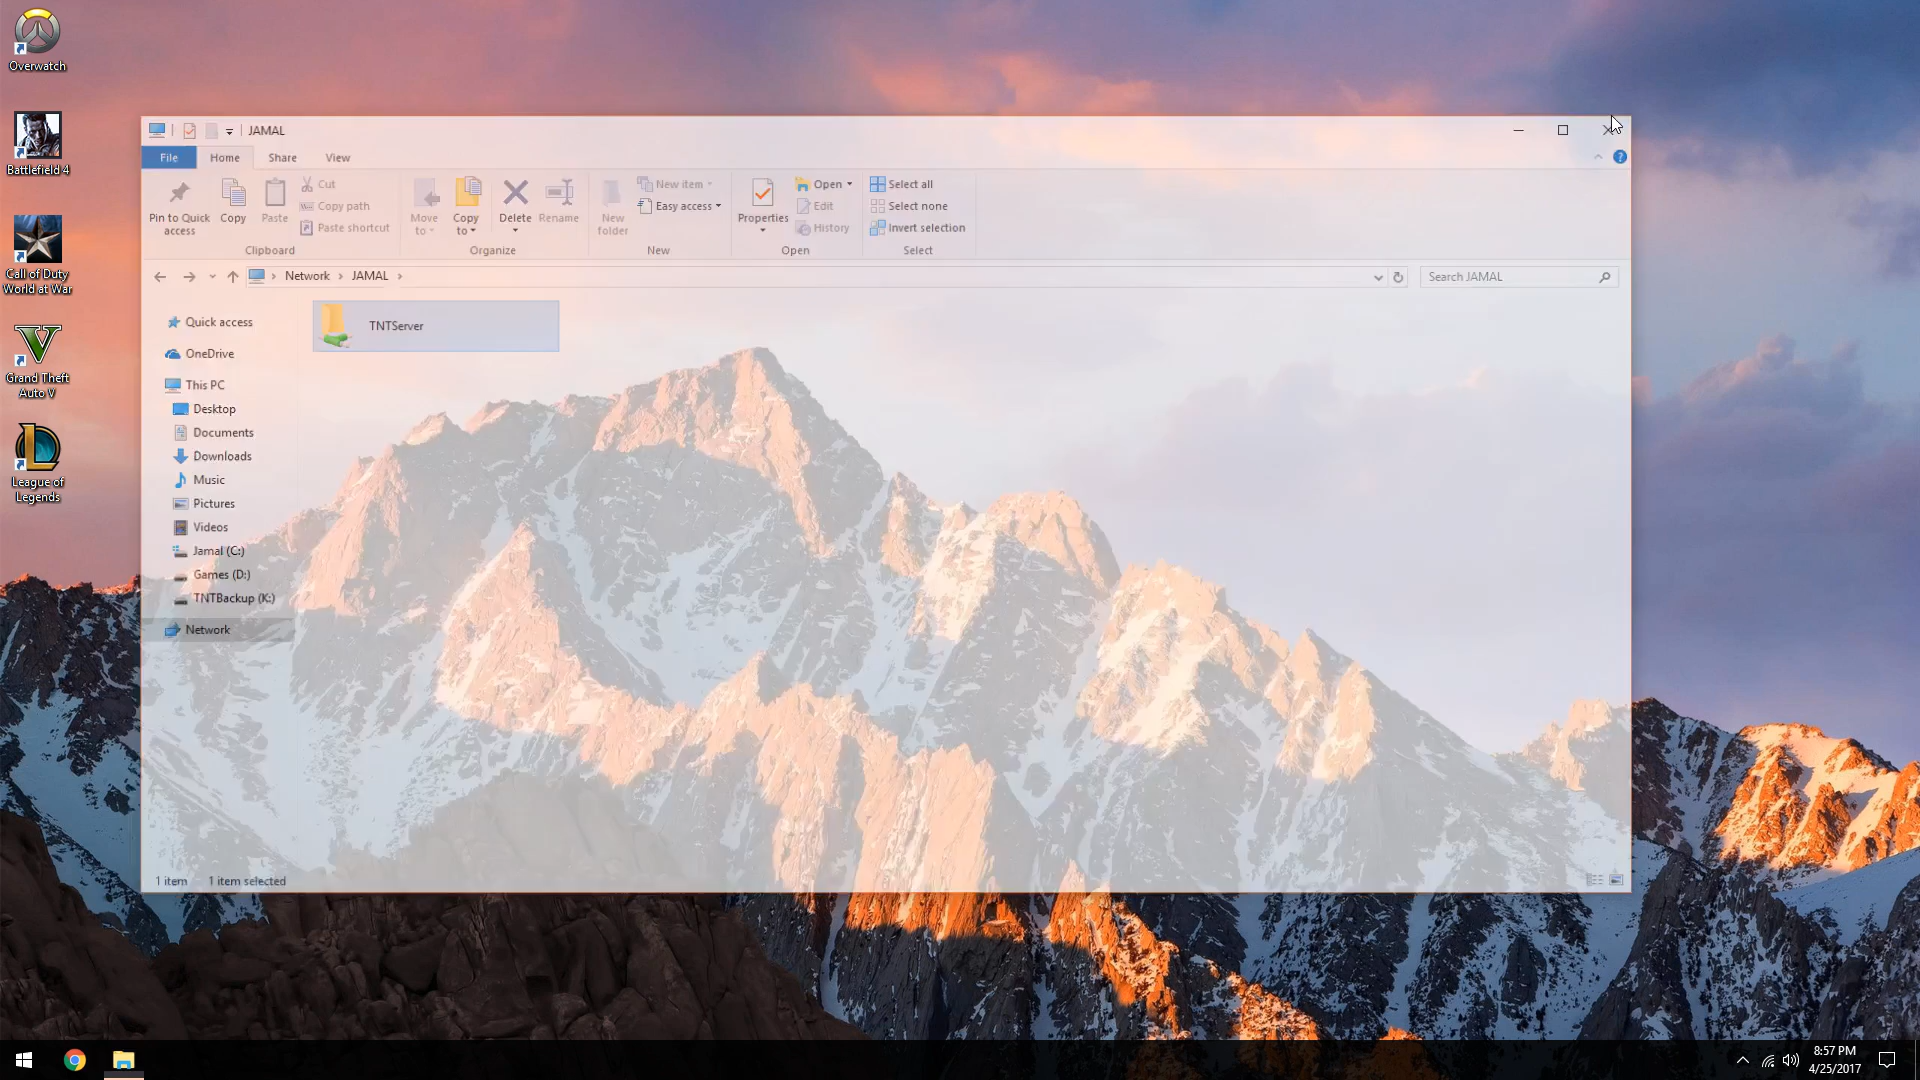 Overwatch
Battlefield 4
Call of Duty
World at War
Grand Theft
Auto V
League of
Legends
JAMAL
File Home Share View
Pin to Quick
access
Copy
Paste
Cut
Copy path
Paste shortcut
Clipboard
Move
to
Copy
to
Delete
Rename
Organize
New
folder
New item
Easy access
New
Properties
Open
Edit
History
Open
Select all
Select none
Invert selection
Select
Network JAMAL
Search JAMAL
Quick access
OneDrive
This PC
Desktop
Documents
Downloads
Music
Pictures
Videos
Jamal (C:)
Games (D:)
TNTBackup (K:)
Network
TNTServer
1 item 1 item selected
8:57 PM
4/25/2017